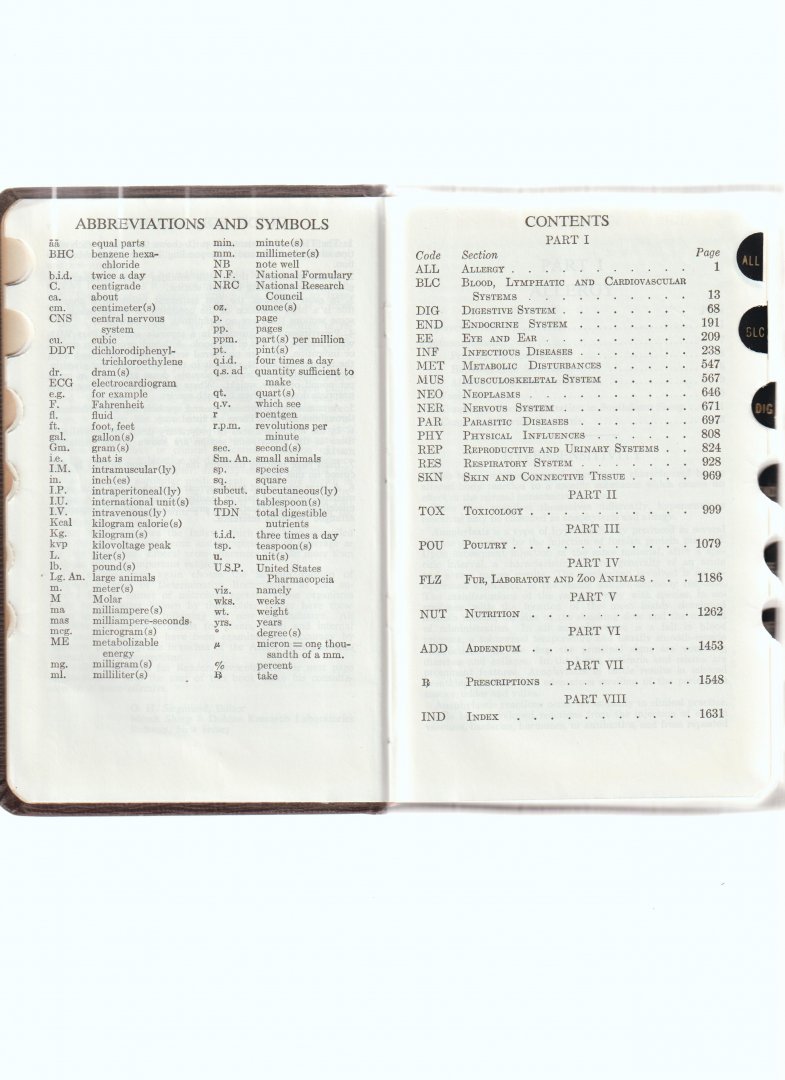 ABBREVIATIONS AND SYMBOLS
āā equal parts
BHC benzene hexa-
chloride
b.i.d. twice a day
C. centigrade
ca. about
cm. centimeter(s)
CNS central nervous
system
cu. cubic
DDT dichlorodiphenyl-
trichloroethylene
dr. dram(s)
ECG electrocardiogram
e.g. for example
F. Fahrenheit
fl. fluid
ft. foot, feet
gal. gallon(s)
Gm. gram(s)
i.e. that is
I.M. intramuscular(ly)
in. inch(es)
I.P. intraperitoneal(ly)
I.U. international unit(s)
I.V. intravenous(ly)
Kcal kilogram calorie(s)
Kg. kilogram(s)
kvp kilovoltage peak
L. liter(s)
lb. pound(s)
Lg. An. large animals
m. meter(s)
M Molar
ma milliampere(s)
mas milliampere-seconds
mcg. microgram(s)
ME metabolizable
energy
mg. milligram(s)
ml. milliliter(s)
min. minute(s)
mm. millimeter(s)
NB note well
N.F. National Formulary
NRC National Research
Council
oz. ounce(s)
p. page
pp. pages
ppm. part(s) per million
pt. pint(s)
q.i.d. four times a day
q.s. ad quantity sufficient to
make
qt. quart(s)
q.v. which see
r roentgen
r.p.m. revolutions per
minute
sec. second(s)
Sm. An. small animals
sp. species
sq. square
subcut. subcutaneous(ly)
tbsp. tablespoon(s)
TDN total digestible
nutrients
t.i.d. three times a day
tsp. teaspoon(s)
u. unit(s)
U.S.P. United States
Pharmacopeia
viz. namely
wks. weeks
wt. weight
yrs. years
° degree(s)
μ micron = one thou-
sandth of a mm.
% percent
℞ take
CONTENTS
PART I
Code Section Page
ALL ALLERGY . . . . . . . . . . . 1
BLC BLOOD, LYMPHATIC AND CARDIOVASCULAR
SYSTEMS . . . . . . . . . 13
DIG DIGESTIVE SYSTEM . . . . . . . . 68
END ENDOCRINE SYSTEM . . . . . . . 191
EE EYE AND EAR . . . . . . . . . 209
INF INFECTIOUS DISEASES . . . . . . . 238
MET METABOLIC DISTURBANCES . . . . . 547
MUS MUSCULOSKELETAL SYSTEM . . . . . 567
NEO NEOPLASMS . . . . . . . . . . 646
NER NERVOUS SYSTEM . . . . . . . . 671
PAR PARASITIC DISEASES . . . . . . . 697
PHY PHYSICAL INFLUENCES . . . . . . 808
REP REPRODUCTIVE AND URINARY SYSTEMS . . 824
RES RESPIRATORY SYSTEM . . . . . . . 928
SKN SKIN AND CONNECTIVE TISSUE . . . . 969
PART II
TOX TOXICOLOGY . . . . . . . . . . 999
PART III
POU POULTRY . . . . . . . . . . . 1079
PART IV
FLZ FUR, LABORATORY AND ZOO ANIMALS . . . 1186
PART V
NUT NUTRITION . . . . . . . . . . 1262
PART VI
ADD ADDENDUM . . . . . . . . . . 1453
PART VII
℞ PRESCRIPTIONS . . . . . . . . . 1548
PART VIII
IND INDEX . . . . . . . . . . . 1631
ALL
DIG